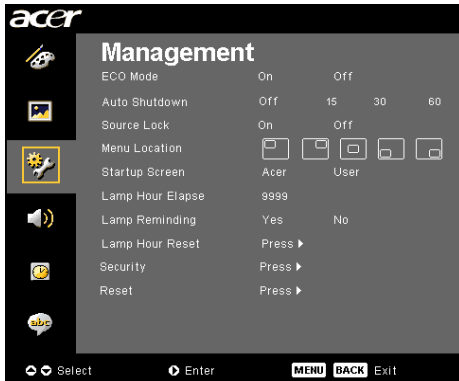 acer
Management
ECO Mode On Off
Auto Shutdown Off 15 30 60
Source Lock On Off
Menu Location
Startup Screen Acer User
Lamp Hour Elapse 9999
Lamp Reminding Yes No
Lamp Hour Reset Press
Security Press
Reset Press
abc
Select Enter MENU BACK Exit